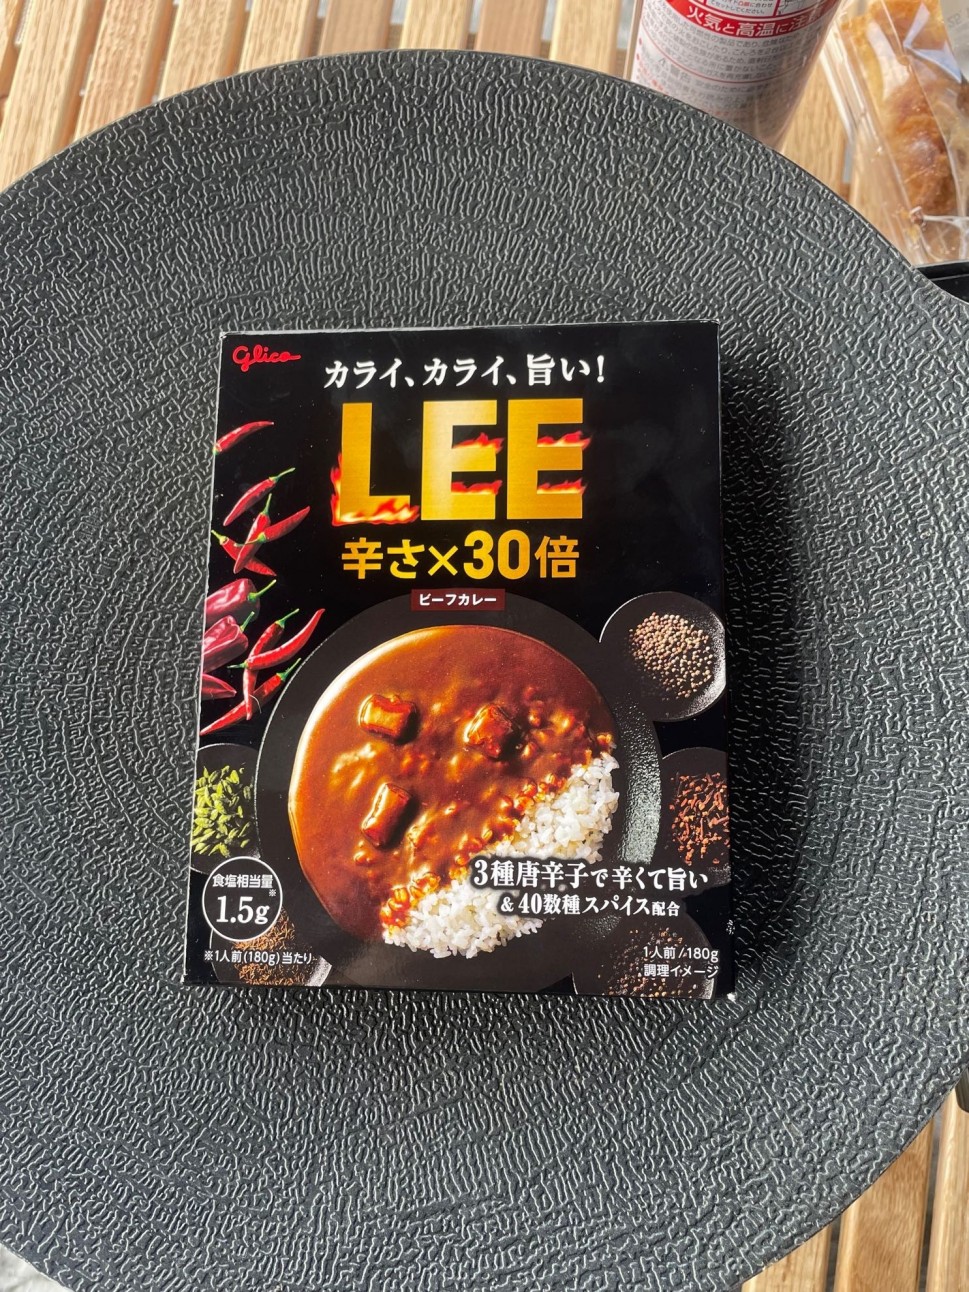 火気と高温に注意
Glico
カライ、カライ、旨い！
LEE
辛さ×30倍
ビーフカレー
3種唐辛子で辛くて旨い
＆40数種スパイス配合
食塩相当量※
1.5g
※1人前(180g)当たり
1人前/180g
調理イメージ